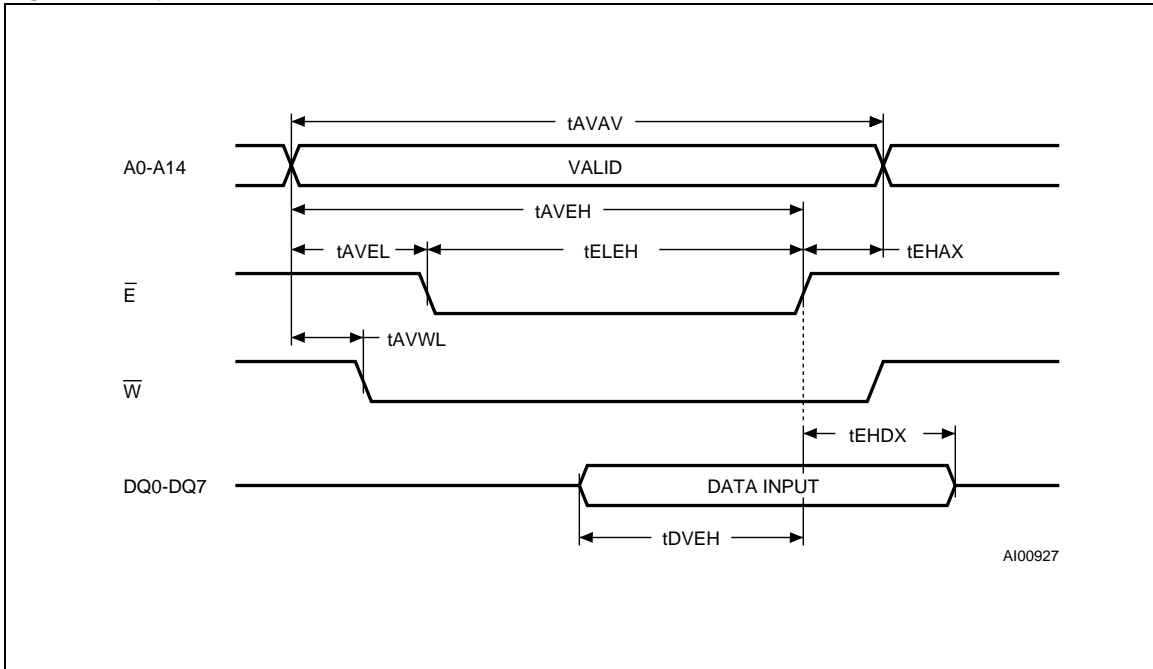 tAVAV
A0-A14
VALID
tAVEH
tAVEL
tELEH
tEHAX
E̅
tAVWL
W̅
tEHDX
DQ0-DQ7
DATA INPUT
tDVEH
AI00927